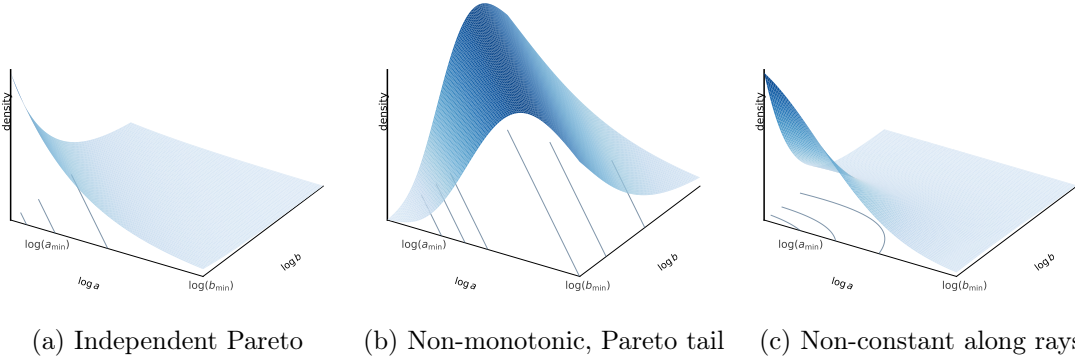 density
log(a_min)
log a
log(b_min)
log b
density
log(a_min)
log a
log(b_min)
log b
density
log(a_min)
log a
log(b_min)
log b
(a) Independent Pareto
(b) Non-monotonic, Pareto tail
(c) Non-constant along rays